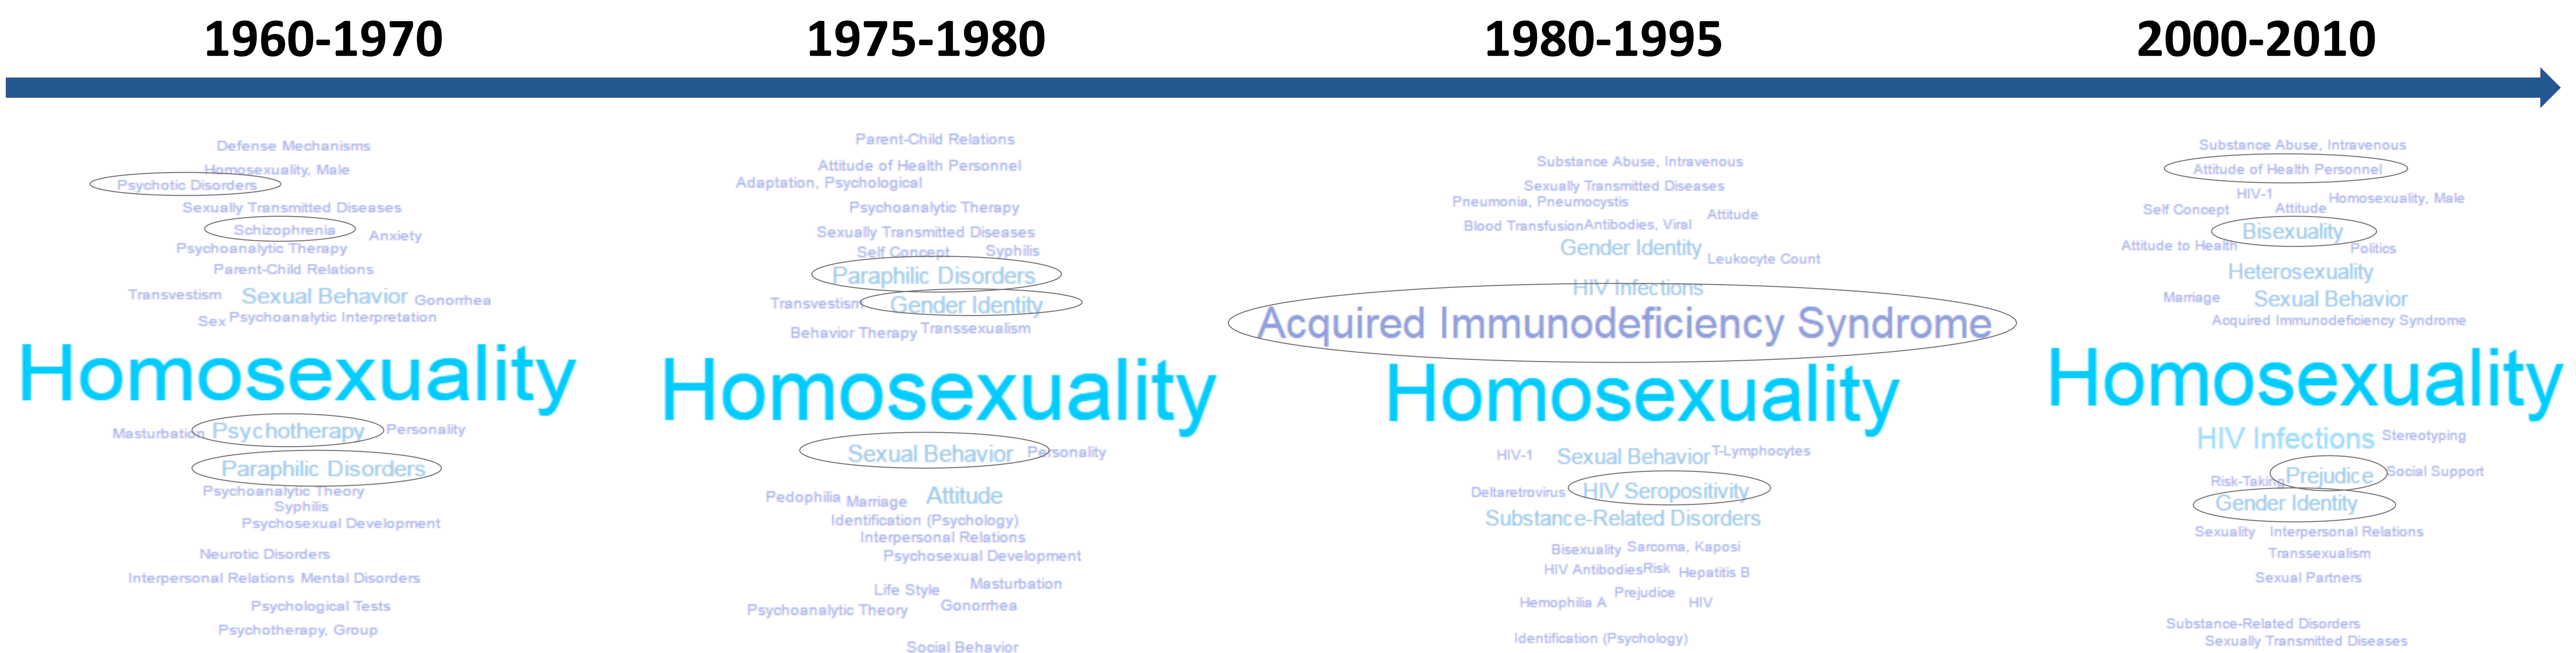 1960-1970
Defense Mechanisms
Homosexuality, Male
Psychotic Disorders
Sexually Transmitted Diseases
Schizophrenia
Anxiety
Psychoanalytic Therapy
Parent-Child Relations
Transvestism
Sexual Behavior
Gonorrhea
Sex
Psychoanalytic Interpretation
Homosexuality
Masturbation
Psychotherapy
Personality
Paraphilic Disorders
Psychoanalytic Theory
Syphilis
Psychosexual Development
Neurotic Disorders
Interpersonal Relations
Mental Disorders
Psychological Tests
Psychotherapy, Group
1975-1980
Parent-Child Relations
Attitude of Health Personnel
Adaptation, Psychological
Psychoanalytic Therapy
Sexually Transmitted Diseases
Self Concept
Syphilis
Paraphilic Disorders
Transvestism
Gender Identity
Behavior Therapy
Transsexualism
Homosexuality
Sexual Behavior
Personality
Pedophilia
Marriage
Attitude
Identification (Psychology)
Interpersonal Relations
Psychosexual Development
Life Style
Masturbation
Psychoanalytic Theory
Gonorrhea
Social Behavior
1980-1995
Substance Abuse, Intravenous
Sexually Transmitted Diseases
Pneumonia, Pneumocystis
Attitude
Blood Transfusion
Antibodies, Viral
Gender Identity
Leukocyte Count
HIV Infections
Acquired Immunodeficiency Syndrome
Homosexuality
HIV-1
Sexual Behavior
T-Lymphocytes
Deltaretrovirus
HIV Seropositivity
Substance-Related Disorders
Bisexuality
Sarcoma, Kaposi
HIV Antibodies
Risk
Hepatitis B
Hemophilia A
Prejudice
HIV
Identification (Psychology)
2000-2010
Substance Abuse, Intravenous
Attitude of Health Personnel
HIV-1
Homosexuality, Male
Self Concept
Attitude
Bisexuality
Attitude to Health
Politics
Heterosexuality
Marriage
Sexual Behavior
Acquired Immunodeficiency Syndrome
Homosexuality
HIV Infections
Stereotyping
Risk-Taking
Prejudice
Social Support
Gender Identity
Sexuality
Interpersonal Relations
Transsexualism
Sexual Partners
Substance-Related Disorders
Sexually Transmitted Diseases